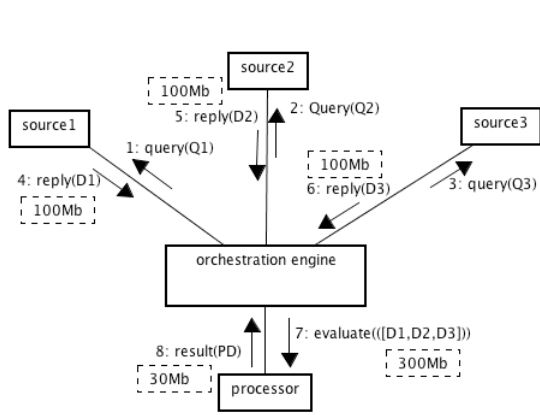 source2
100Mb
5: reply(D2)
2: Query(Q2)
source1
source3
1: query(Q1)
100Mb
4: reply(D1)
6: reply(D3)
3: query(Q3)
100Mb
orchestration engine
7: evaluate(([D1,D2,D3]))
8: result(PD)
300Mb
30Mb
processor